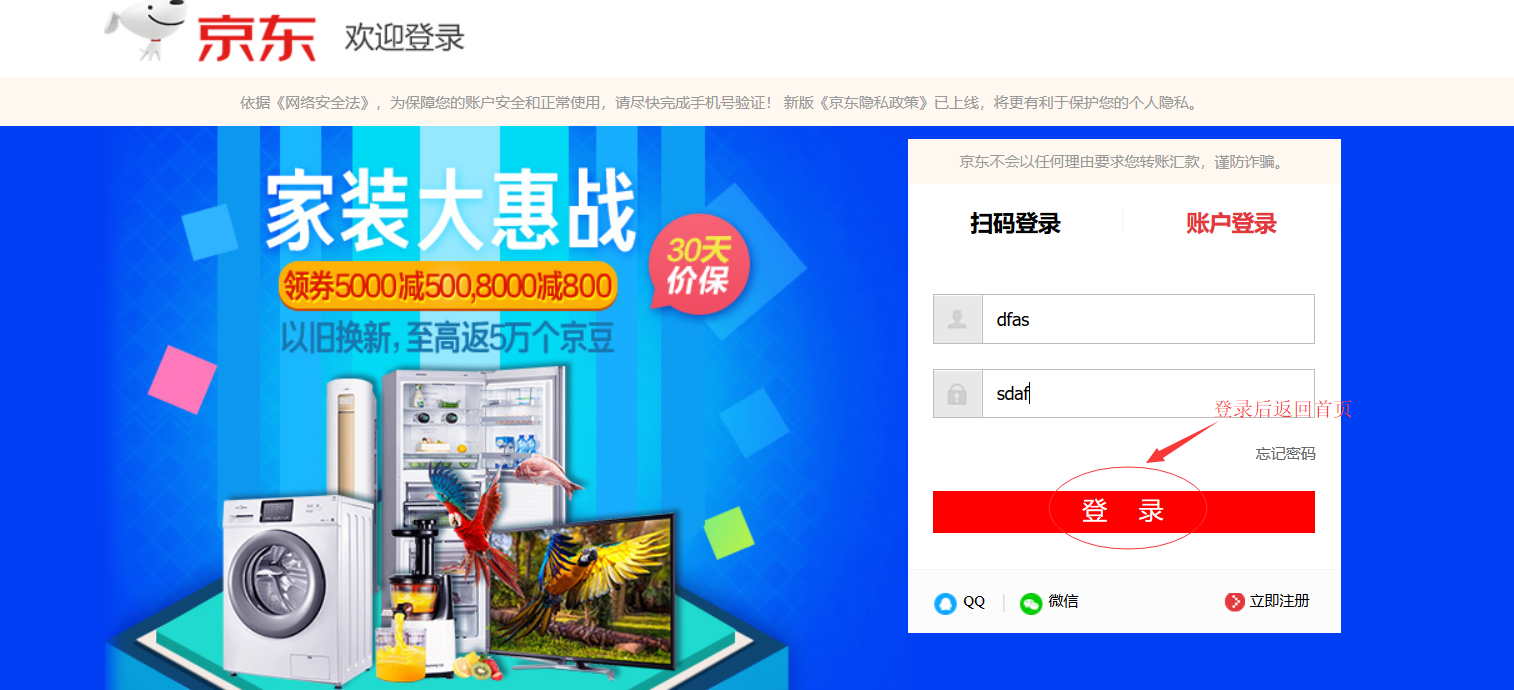 京东 欢迎登录
依据《网络安全法》，为保障您的账户安全和正常使用，请尽快完成手机号验证！ 新版《京东隐私政策》已上线，将更有利于保护您的个人隐私。
家装大惠战
30天
价保
领券5000减500,8000减800
以旧换新，至高返5万个京豆
京东不会以任何理由要求您转账汇款，谨防诈骗。
扫码登录 账户登录
dfas
sdaf
登录后返回首页
忘记密码
登 录
QQ 微信 立即注册